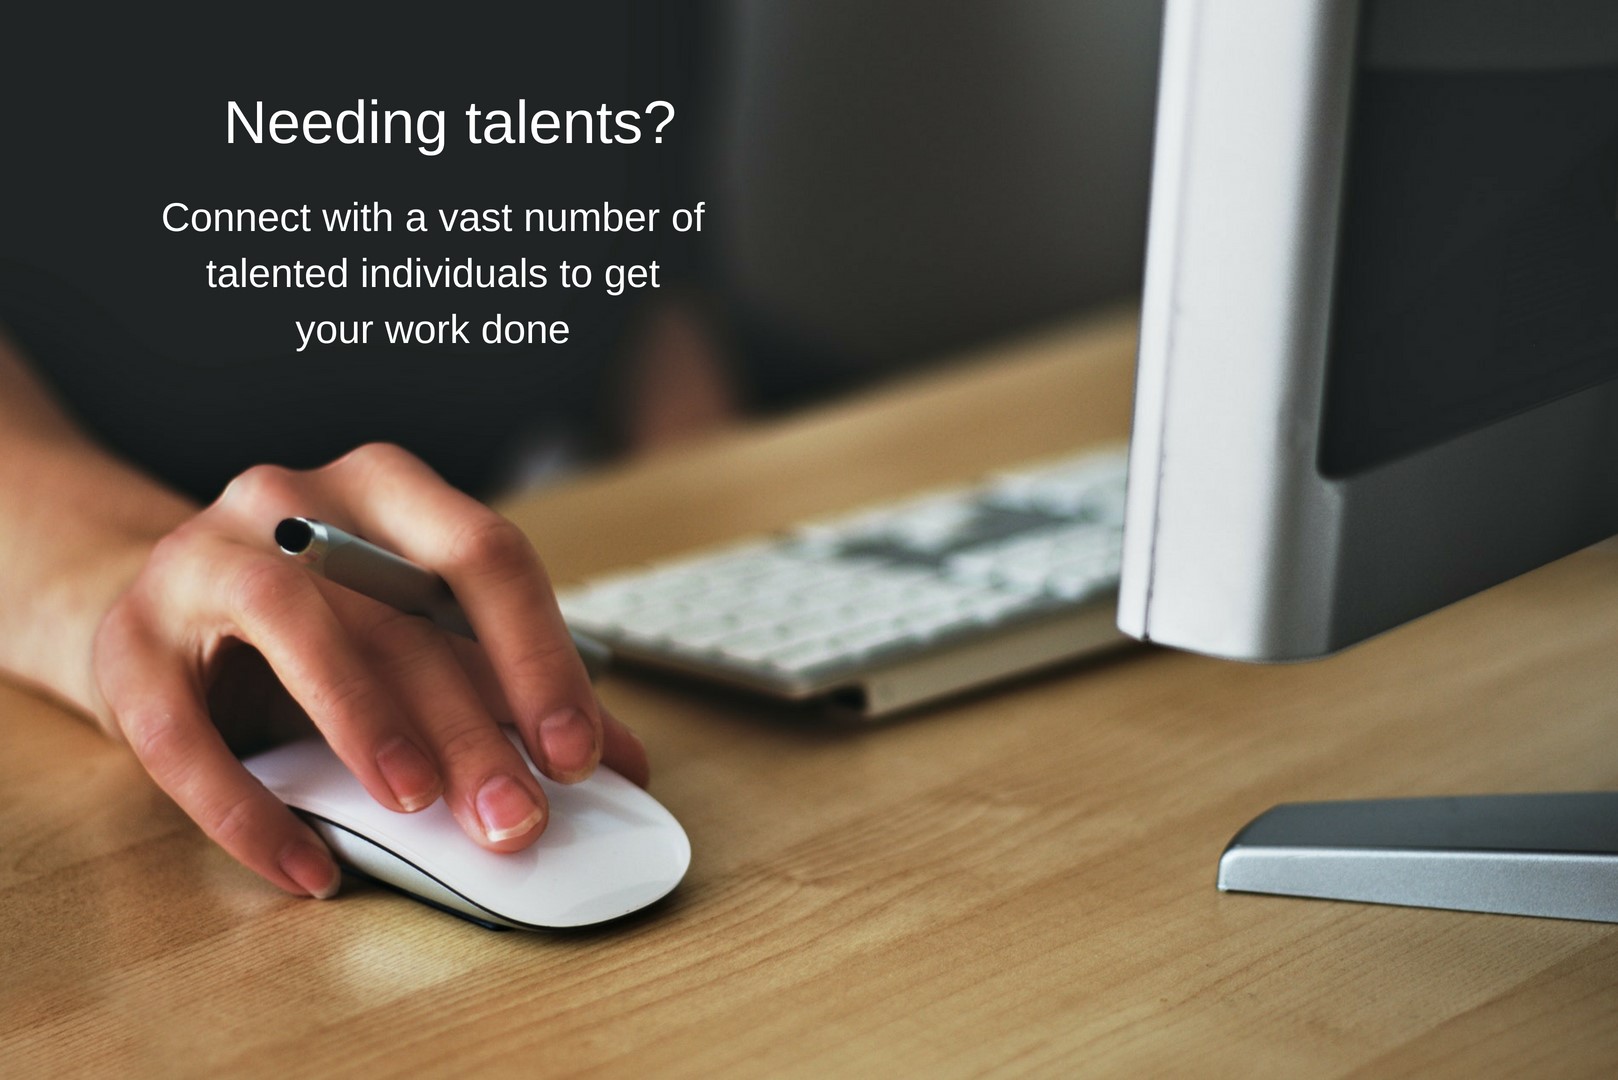 Needing talents?
Connect with a vast number of
talented individuals to get
your work done